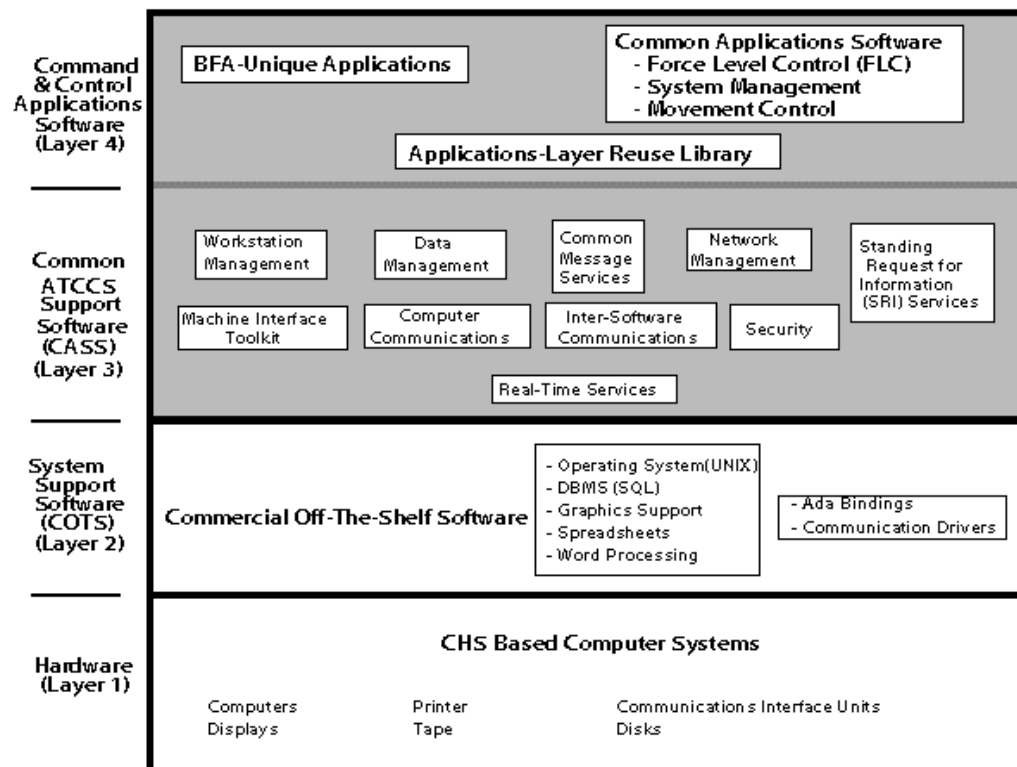 Command
& Control
Applications
Software
(Layer 4)
BFA-Unique Applications
Common Applications Software
- Force Level Control (FLC)
- System Management
- Movement Control
Applications-Layer Reuse Library
Common
ATCCS
Support
Software
(CASS)
(Layer 3)
Workstation
Management
Data
Management
Common
Message
Services
Network
Management
Standing
Request for
Information
(SRI) Services
Machine Interface
Toolkit
Computer
Communications
Inter-Software
Communications
Security
Real-Time Services
System
Support
Software
(COTS)
(Layer 2)
Commercial Off-The-Shelf Software
- Operating System(UNIX)
- DBMS (SQL)
- Graphics Support
- Spreadsheets
- Word Processing
- Ada Bindings
- Communication Drivers
Hardware
(Layer 1)
CHS Based Computer Systems
Computers
Displays
Printer
Tape
Communications Interface Units
Disks